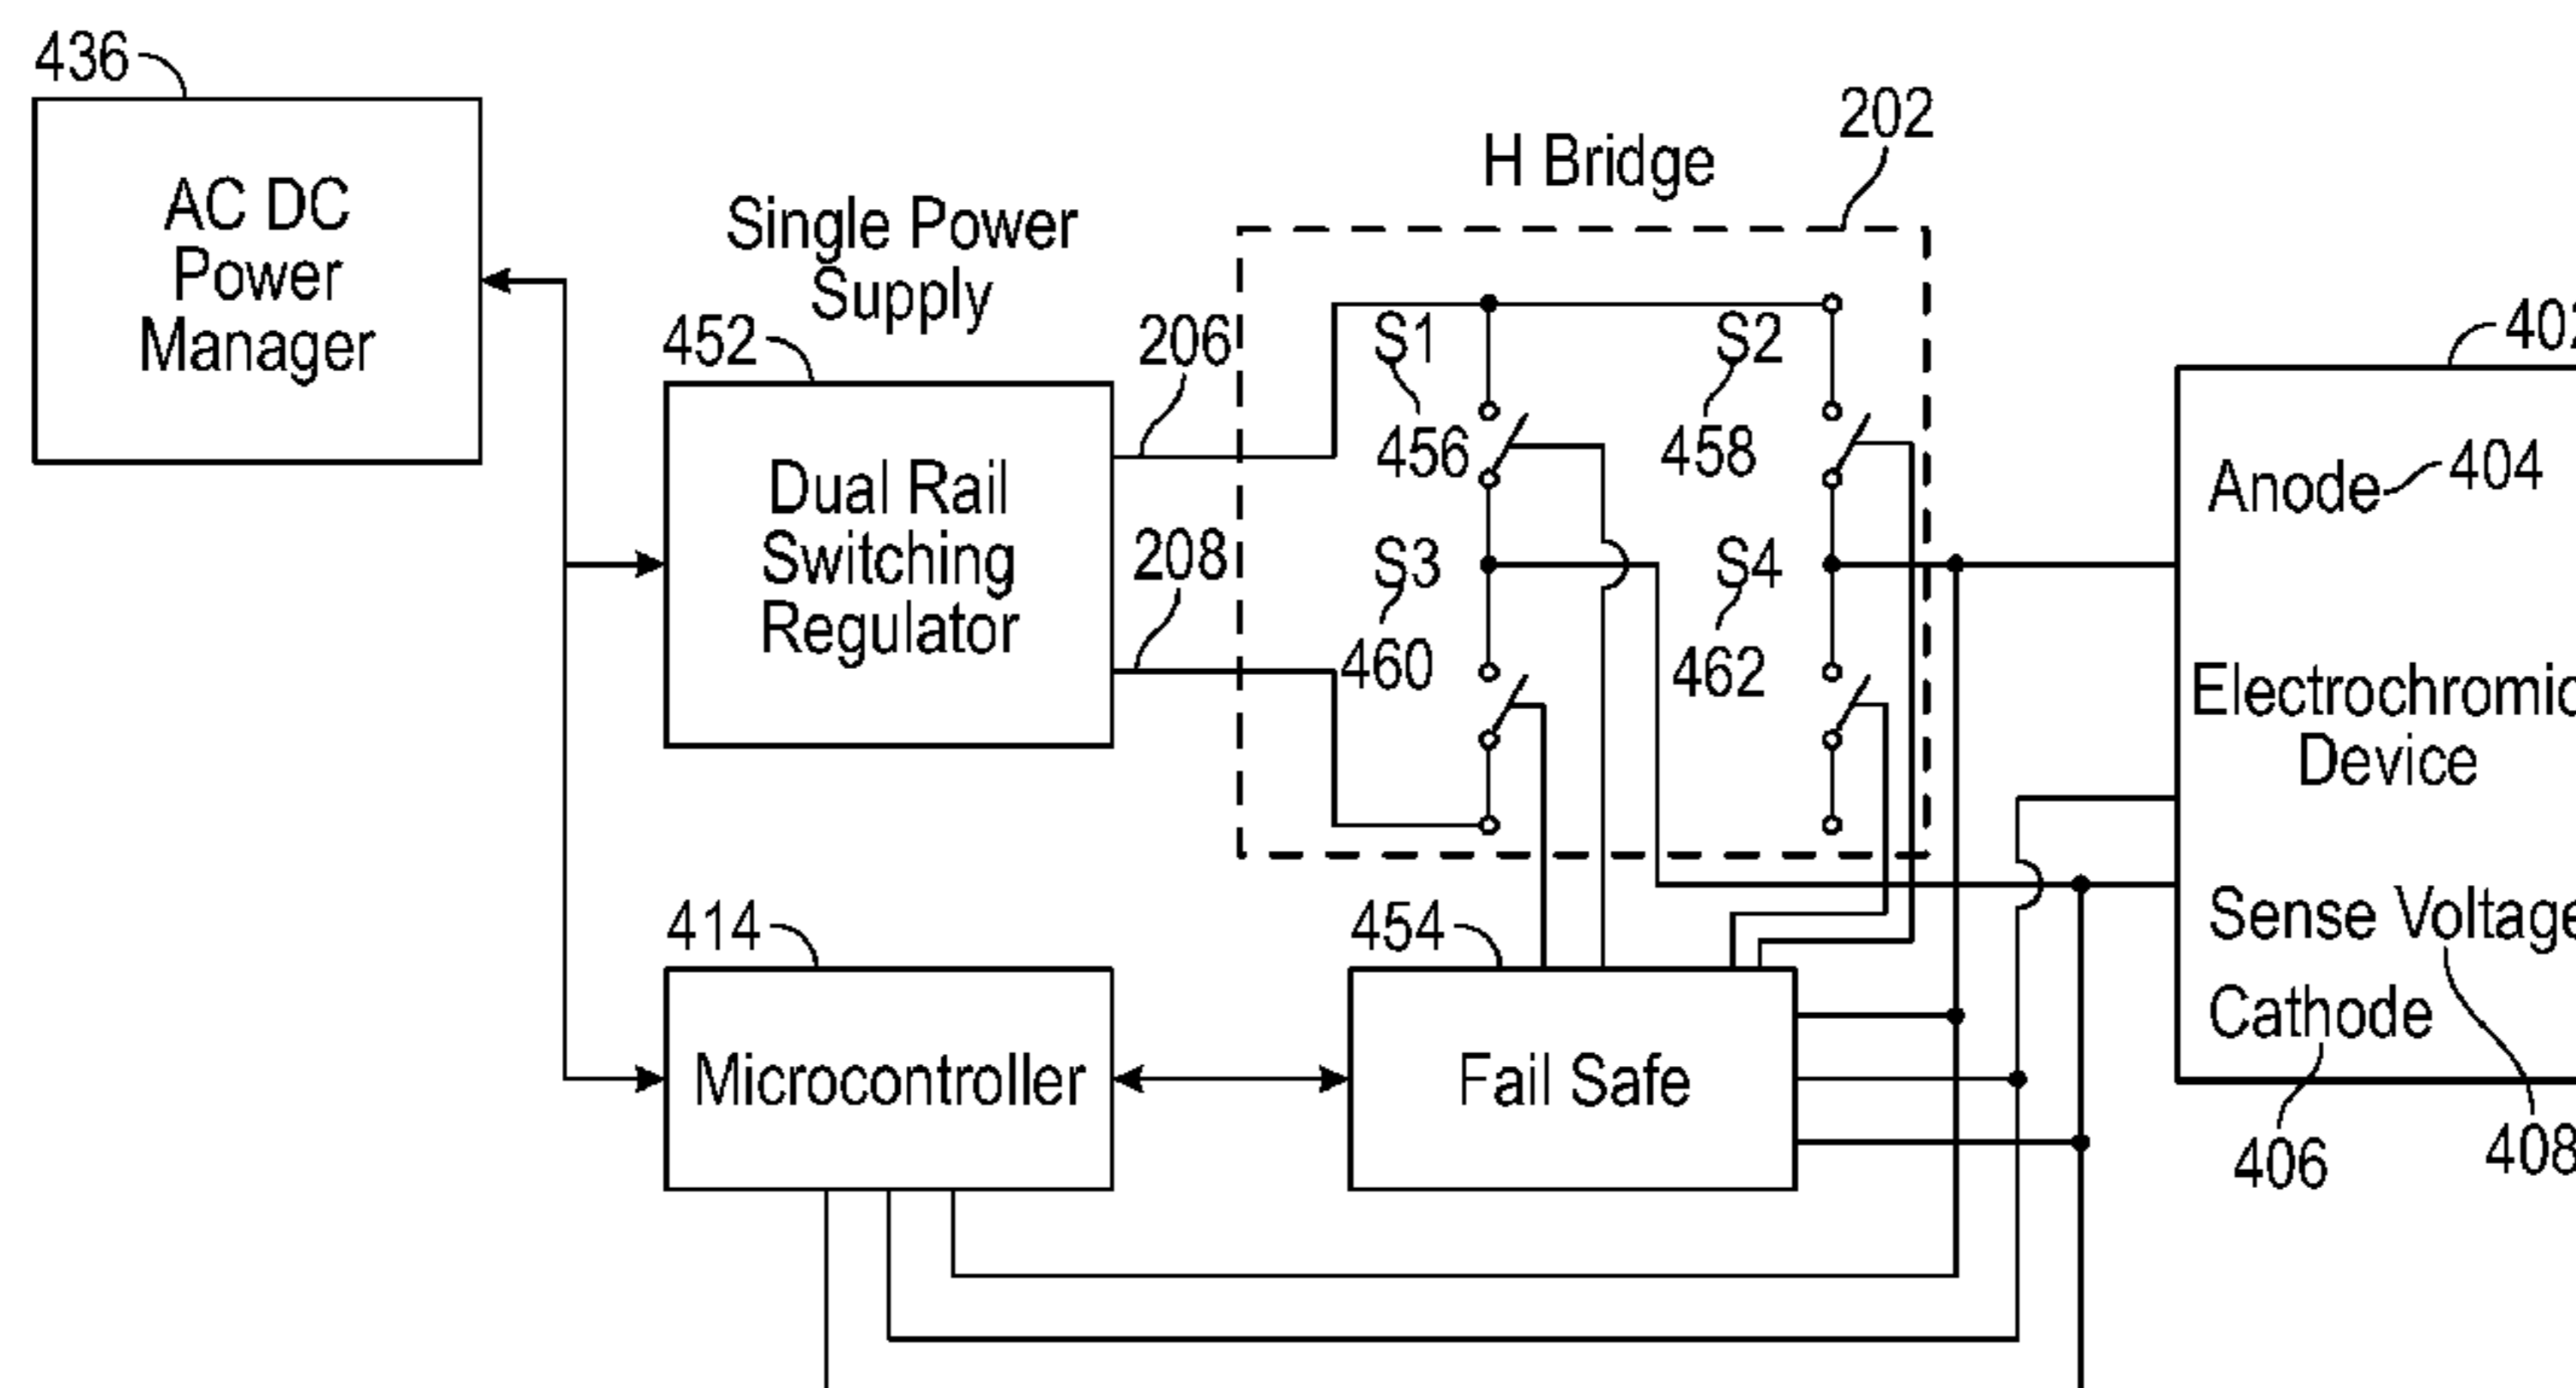 436
AC DC
Power
Manager
Single Power
Supply
452
Dual Rail
Switching
Regulator
206
208
H Bridge
202
S1
456
S2
458
S3
460
S4
462
402
Anode
404
Electrochromic
Device
Sense Voltage
Cathode
406
408
414
Microcontroller
454
Fail Safe